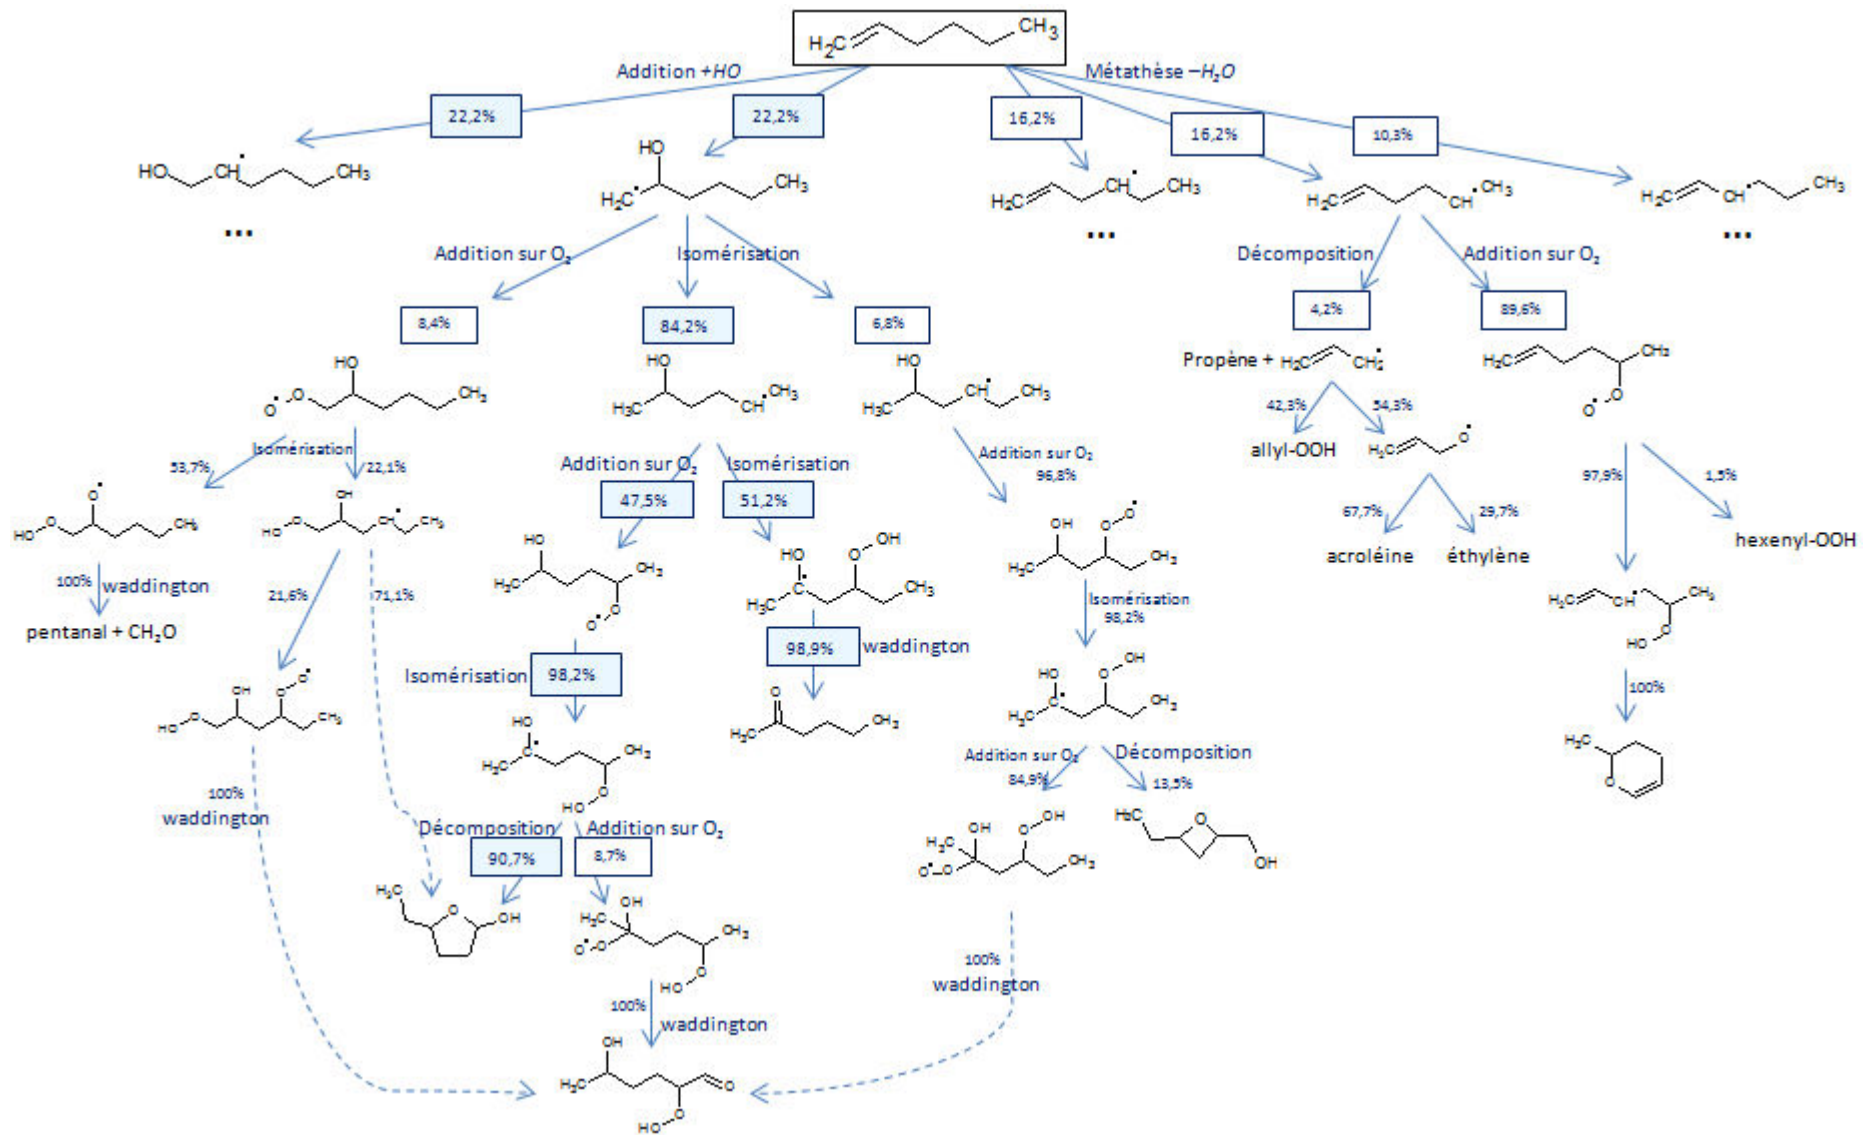 H₂C CH₃
Addition +HO
Métathèse –H₂O
22,2%
22,2%
16,2%
16,2%
10,3%
HO CH• CH₃
HO H₂C• CH₃
H₂C CH• CH₃
H₂C CH• CH₃
H₂C CH• CH₃
...
...
...
Addition sur O₂
Isomérisation
Décomposition
Addition sur O₂
8,4%
84,2%
6,8%
4,2%
89,6%
HO O• O CH₃
HO H₃C CH• CH₃
HO H₃C CH• CH₃
Propène + H₂C CH•
H₂C CH₃ O O•
Isomérisation
53,7%
22,1%
Addition sur O₂
Isomérisation
47,5%
51,2%
Addition sur O₂
96,8%
42,3%
54,3%
allyl-OOH
H₂C O•
97,9%
1,5%
O• HO O CH₃
OH HO O CH• CH₃
HO H₃C CH₃ O O•
HO H₃C C• O OH CH₃
OH O O• H₃C CH₃
67,7%
29,7%
acroléine
éthylène
hexenyl-OOH
100%
waddington
21,6%
71,1%
pentanal + CH₂O
Isomérisation
98,2%
98,9%
waddington
Isomérisation
98,2%
H₂C CH• CH₃ HO O
OH O O• HO O CH₃
HO H₃C C• CH₃ HO O
O H₃C CH₃
HO H₃C C• O OH CH₃
100%
H₃C O
Addition sur O₂
84,9%
Décomposition
13,5%
100%
waddington
Décomposition
Addition sur O₂
90,7%
8,7%
H₃C OH O OH O• O CH₃
H₃C O OH
H₃C O OH
OH H₃C O• O CH₃ HO O
100%
waddington
100%
waddington
OH H₃C O HO O